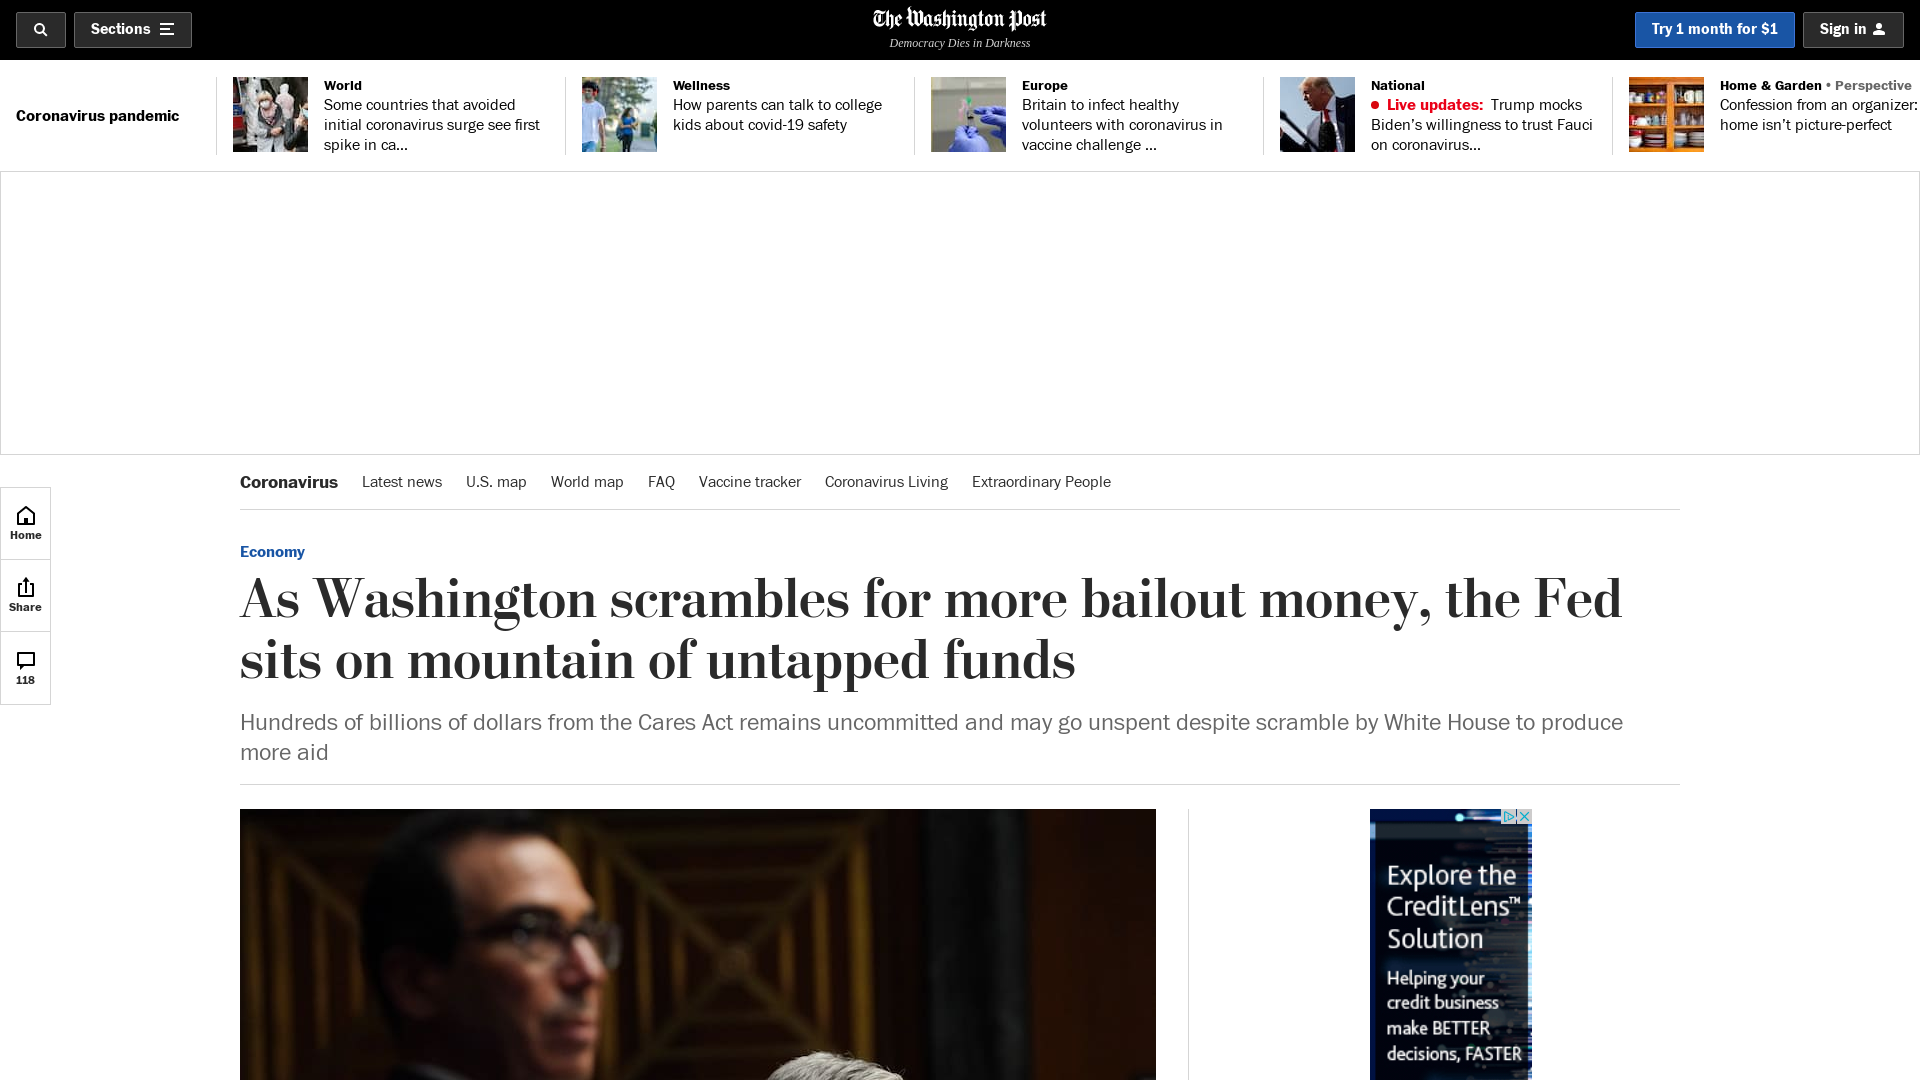 Sections
The Washington Post
Democracy Dies in Darkness
Try 1 month for $1
Sign in
Coronavirus pandemic
World
Some countries that avoided
initial coronavirus surge see first
spike in ca...
Wellness
How parents can talk to college
kids about covid-19 safety
Europe
Britain to infect healthy
volunteers with coronavirus in
vaccine challenge ...
National
Live updates: Trump mocks
Biden’s willingness to trust Fauci
on coronavirus...
Home & Garden • Perspective
Confession from an organizer:
home isn’t picture-perfect
Coronavirus Latest news U.S. map World map FAQ Vaccine tracker Coronavirus Living Extraordinary People
Home
Share
118
Economy
As Washington scrambles for more bailout money, the Fed
sits on mountain of untapped funds
Hundreds of billions of dollars from the Cares Act remains uncommitted and may go unspent despite scramble by White House to produce
more aid
Explore the
CreditLens™
Solution
Helping your
credit business
make BETTER
decisions, FASTER